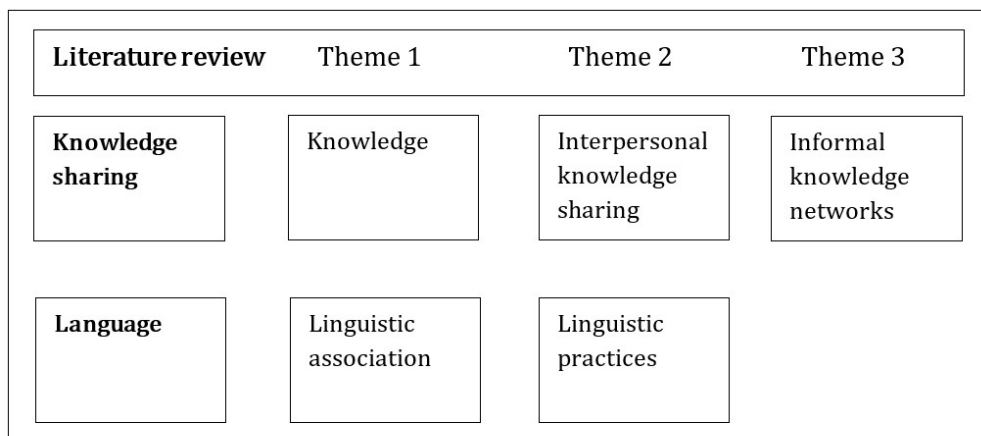 Literature review Theme 1 Theme 2 Theme 3
Knowledge
sharing
Knowledge
Interpersonal
knowledge
sharing
Informal
knowledge
networks
Language
Linguistic
association
Linguistic
practices